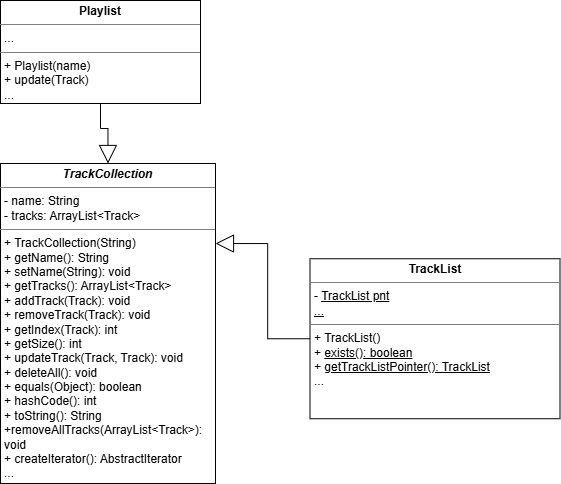 Playlist
...
+ Playlist(name)
+ update(Track)
...
TrackCollection
- name: String
- tracks: ArrayList<Track>
+ TrackCollection(String)
+ getName(): String
+ setName(String): void
+ getTracks(): ArrayList<Track>
+ addTrack(Track): void
+ removeTrack(Track): void
+ getIndex(Track): int
+ getSize(): int
+ updateTrack(Track, Track): void
+ deleteAll(): void
+ equals(Object): boolean
+ hashCode(): int
+ toString(): String
+removeAllTracks(ArrayList<Track>):
void
+ createIterator(): AbstractIterator
...
TrackList
- TrackList pnt
...
+ TrackList()
+ exists(): boolean
+ getTrackListPointer(): TrackList
...